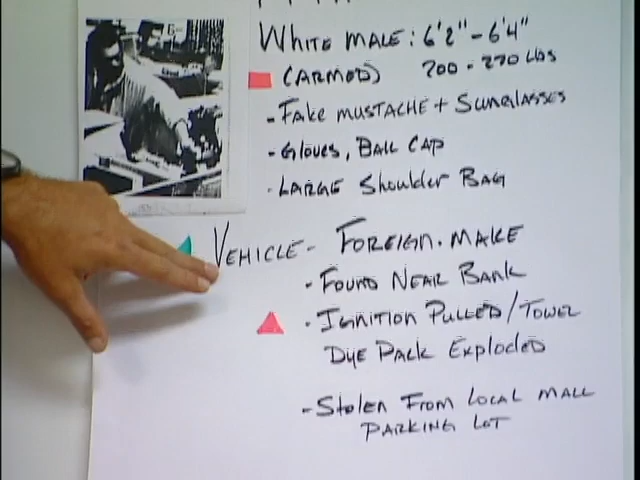 White male: 6'2" - 6'4"
(Armed) 200 - 270 lbs
- Fake mustache + Sunglasses
- Gloves, Ball Cap
- Large Shoulder Bag
Vehicle - Foreign. make
- Found Near Bank
- Ignition Pulled/Towel
Dye Pack Exploded
- Stolen From Local mall
Parking Lot